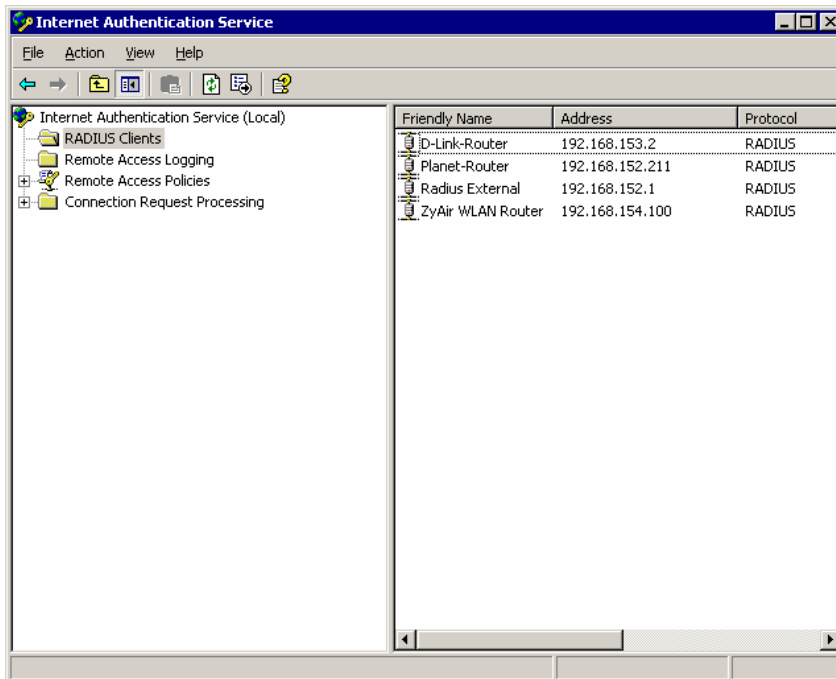 Internet Authentication Service
File Action View Help
Internet Authentication Service (Local)
RADIUS Clients
Remote Access Logging
Remote Access Policies
Connection Request Processing
Friendly Name Address Protocol
D-Link-Router 192.168.153.2 RADIUS
Planet-Router 192.168.152.211 RADIUS
Radius External 192.168.152.1 RADIUS
ZyAir WLAN Router 192.168.154.100 RADIUS